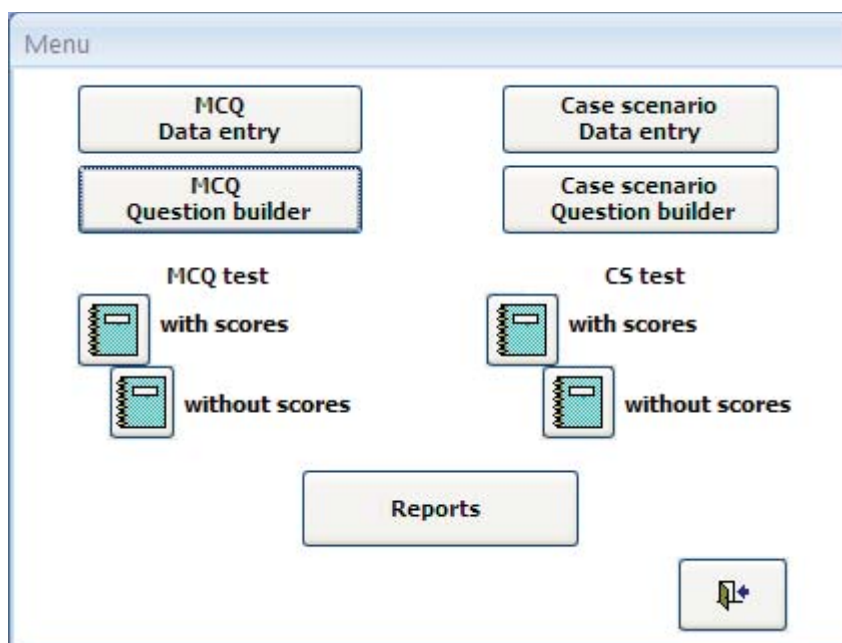 Menu
MCQ
Data entry
Case scenario
Data entry
MCQ
Question builder
Case scenario
Question builder
MCQ test
CS test
with scores
with scores
without scores
without scores
Reports